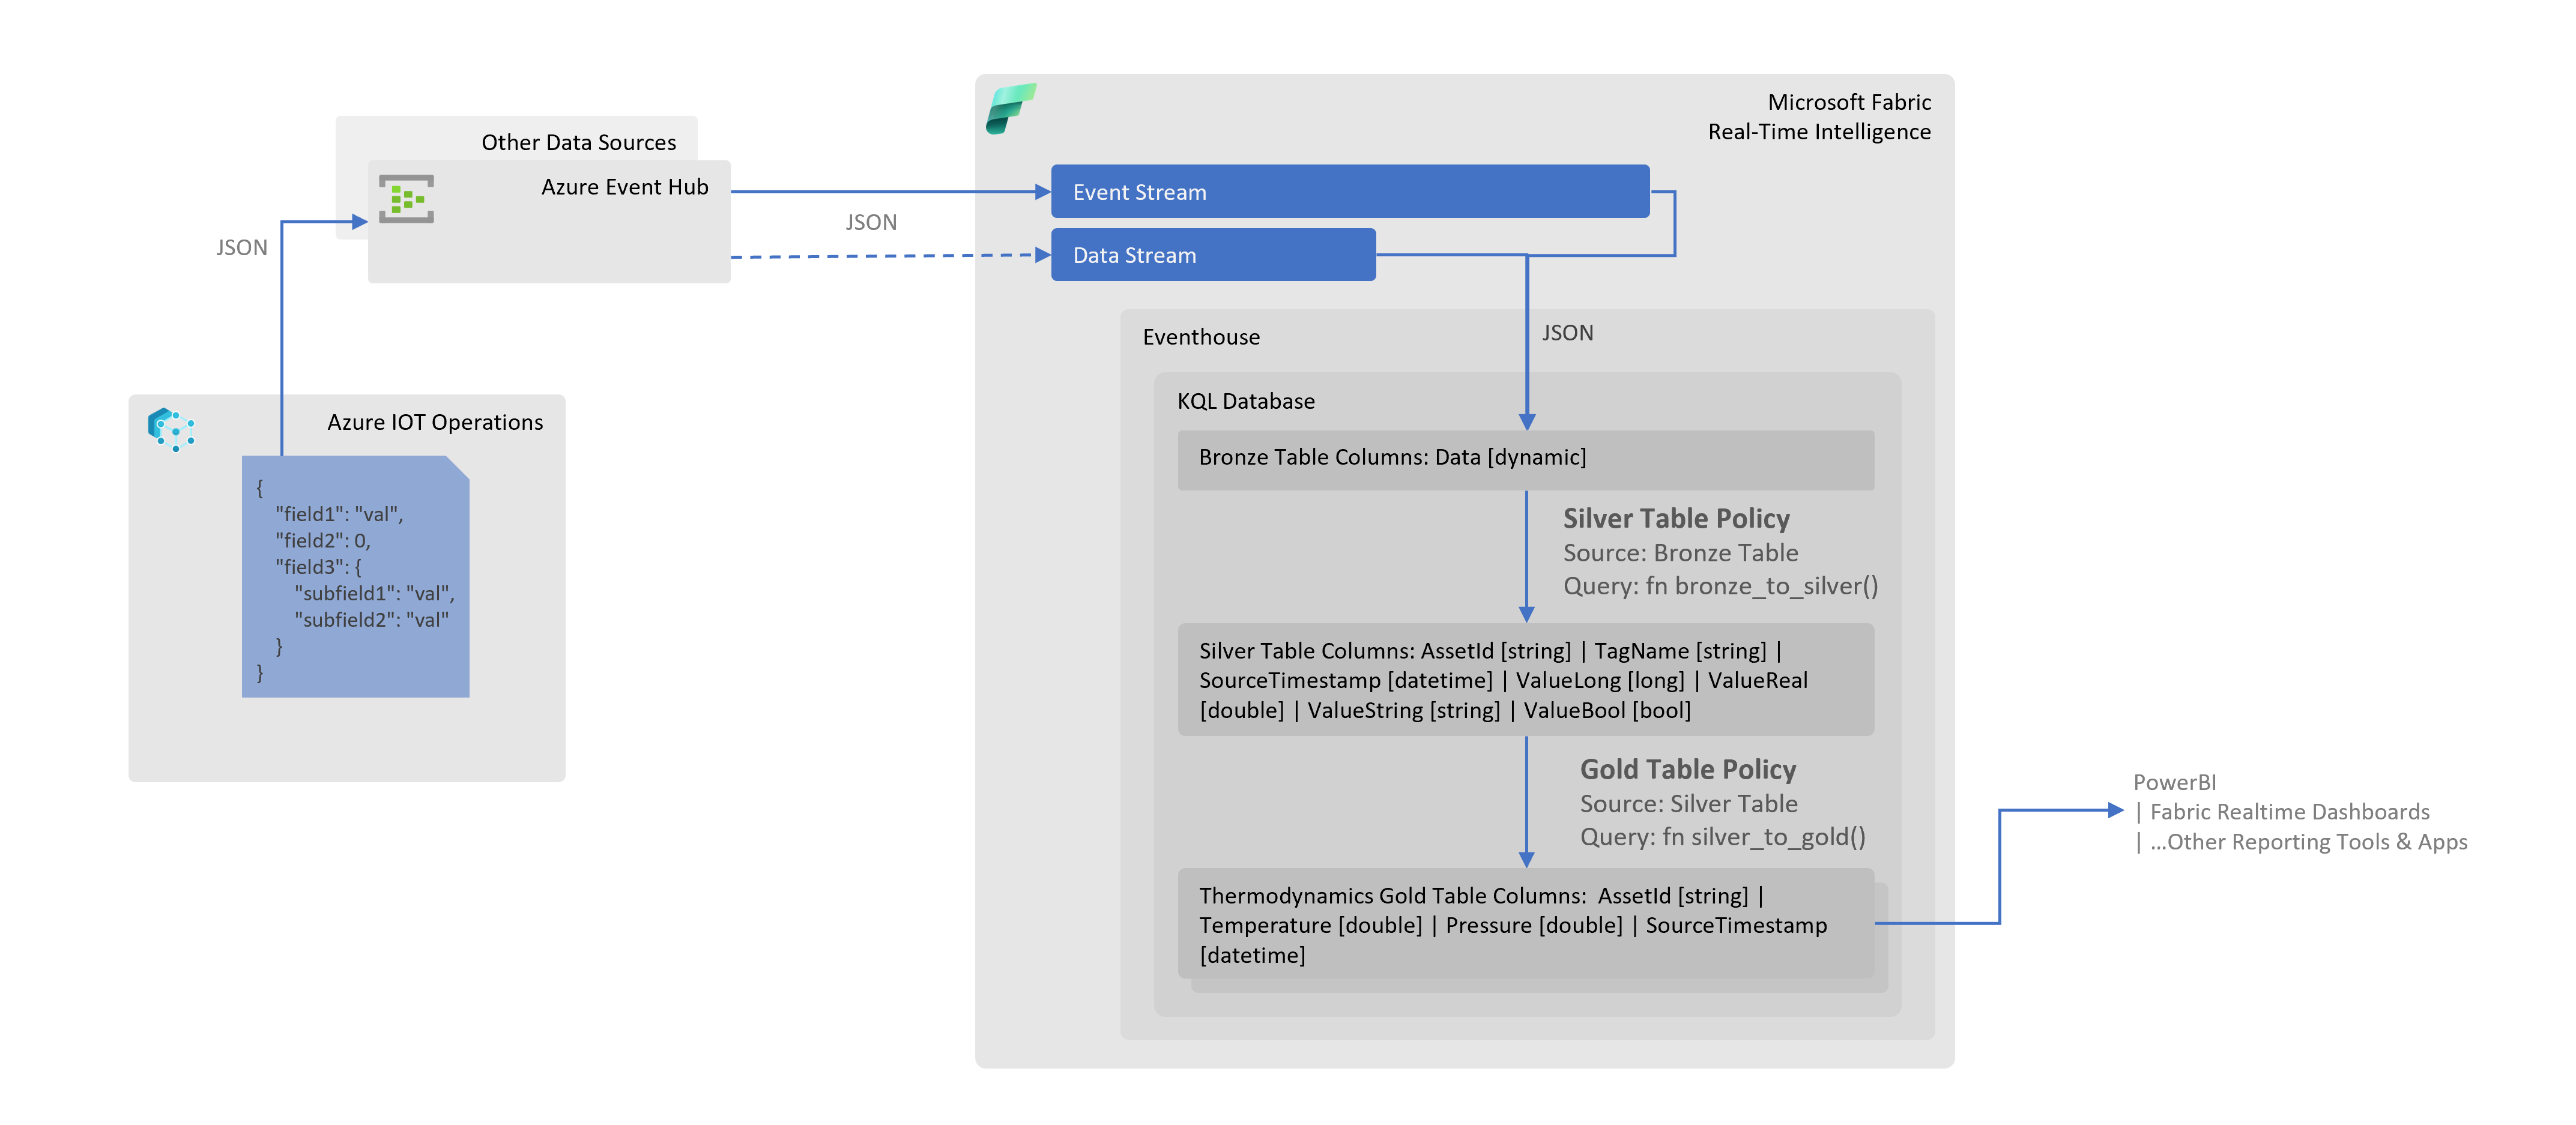 Microsoft Fabric
Real-Time Intelligence
Other Data Sources
Azure Event Hub
JSON
JSON
Event Stream
Data Stream
Azure IOT Operations
{
"field1": "val",
"field2": 0,
"field3": {
"subfield1": "val",
"subfield2": "val"
}
}
Eventhouse
JSON
KQL Database
Bronze Table Columns: Data [dynamic]
Silver Table Policy
Source: Bronze Table
Query: fn bronze_to_silver()
Silver Table Columns: AssetId [string] | TagName [string] |
SourceTimestamp [datetime] | ValueLong [long] | ValueReal
[double] | ValueString [string] | ValueBool [bool]
Gold Table Policy
Source: Silver Table
Query: fn silver_to_gold()
Thermodynamics Gold Table Columns:  AssetId [string] |
Temperature [double] | Pressure [double] | SourceTimestamp
[datetime]
PowerBI
| Fabric Realtime Dashboards
| ...Other Reporting Tools & Apps